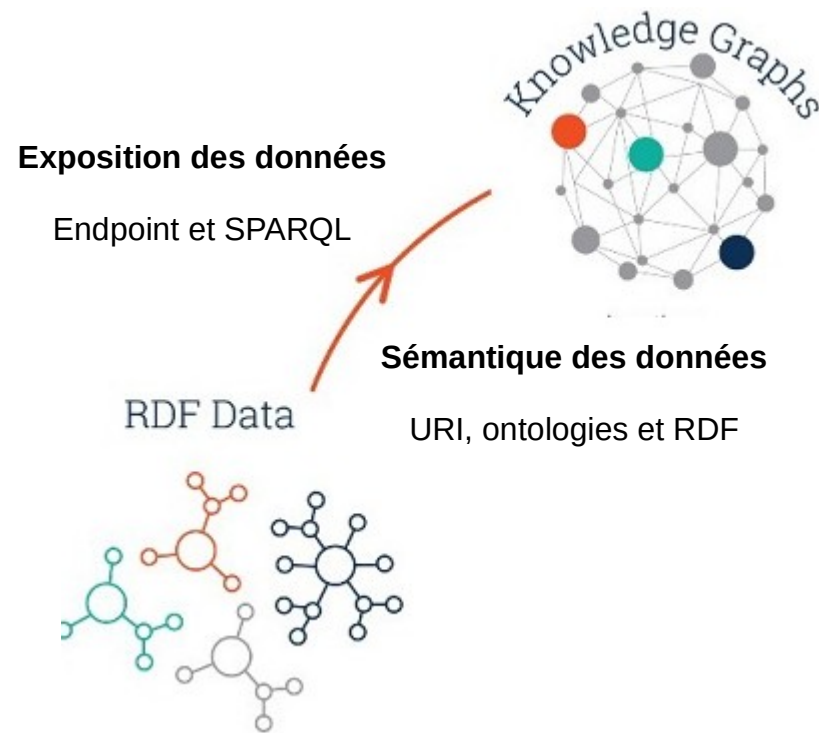 Knowledge Graphs
Exposition des données
Endpoint et SPARQL
Sémantique des données
URI, ontologies et RDF
RDF Data